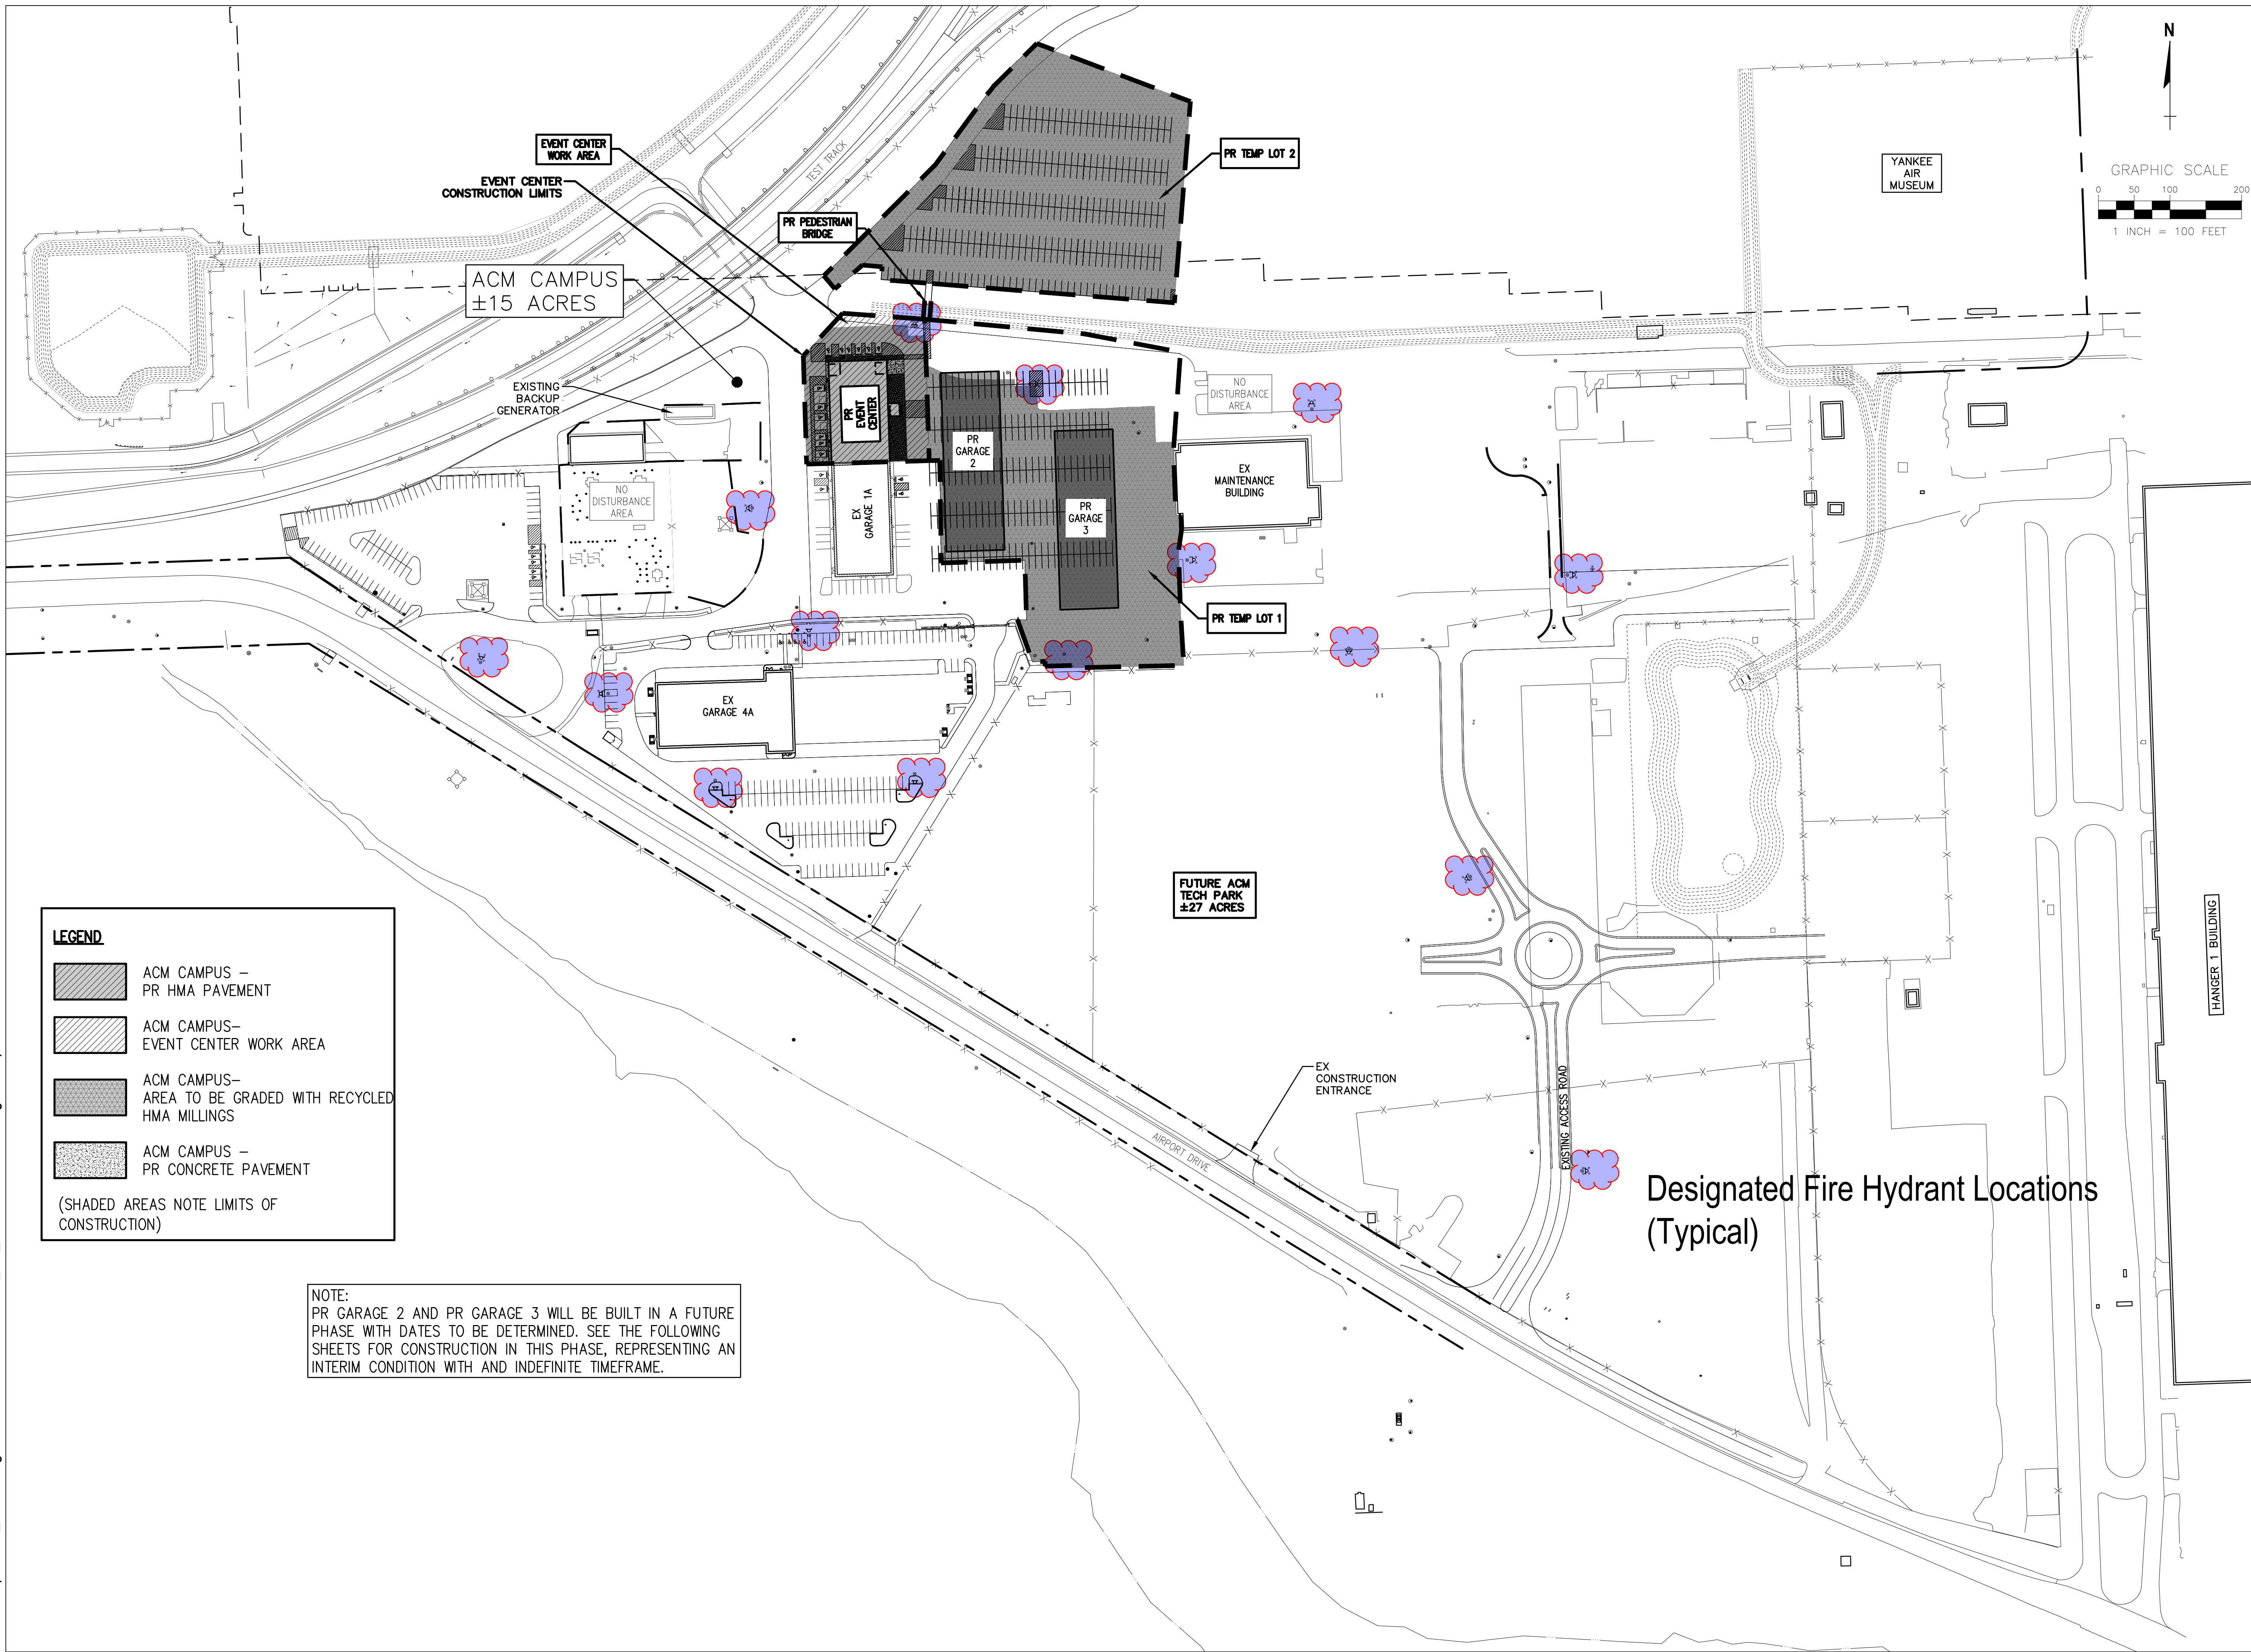 N
GRAPHIC SCALE
0 50 100 200
1 INCH = 100 FEET
YANKEE
AIR
MUSEUM
EVENT CENTER
WORK AREA
EVENT CENTER
CONSTRUCTION LIMITS
TEST TRACK
PR TEMP LOT 2
PR PEDESTRIAN
BRIDGE
ACM CAMPUS
±15 ACRES
EXISTING
BACKUP
GENERATOR
NO
DISTURBANCE
AREA
PR
EVENT
CENTER
EX
GARAGE 1A
PR
GARAGE
2
PR
GARAGE
3
NO
DISTURBANCE
AREA
EX
MAINTENANCE
BUILDING
PR TEMP LOT 1
EX
GARAGE 4A
FUTURE ACM
TECH PARK
±27 ACRES
HANGER 1 BUILDING
EX
CONSTRUCTION
ENTRANCE
EXISTING ACCESS ROAD
AIRPORT DRIVE
Designated Fire Hydrant Locations
(Typical)
LEGEND
ACM CAMPUS –
PR HMA PAVEMENT
ACM CAMPUS–
EVENT CENTER WORK AREA
ACM CAMPUS–
AREA TO BE GRADED WITH RECYCLED
HMA MILLINGS
ACM CAMPUS –
PR CONCRETE PAVEMENT
(SHADED AREAS NOTE LIMITS OF
CONSTRUCTION)
NOTE:
PR GARAGE 2 AND PR GARAGE 3 WILL BE BUILT IN A FUTURE
PHASE WITH DATES TO BE DETERMINED. SEE THE FOLLOWING
SHEETS FOR CONSTRUCTION IN THIS PHASE, REPRESENTING AN
INTERIM CONDITION WITH AND INDEFINITE TIMEFRAME.